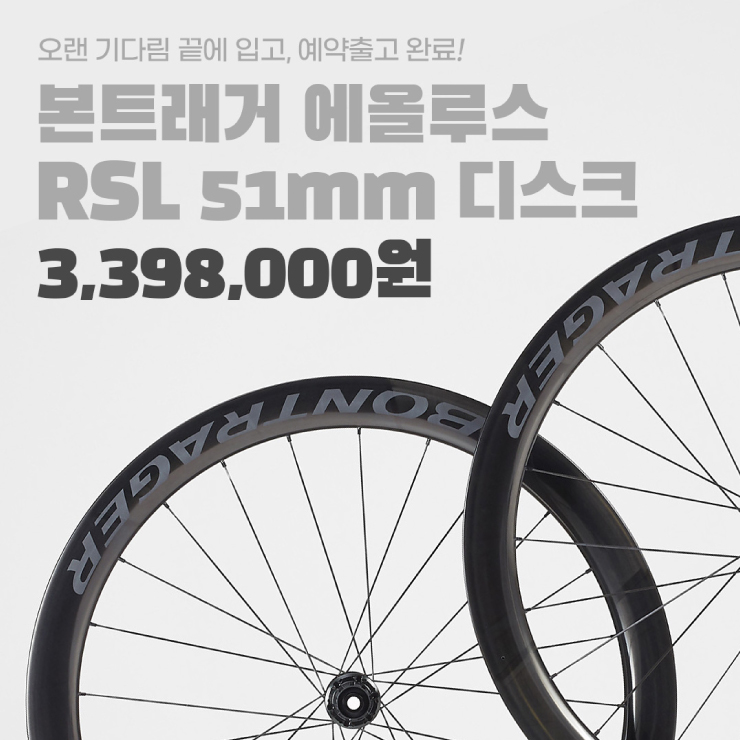 오랜 기다림 끝에 입고, 예약출고 완료!
본트래거 에올루스
RSL 51mm 디스크
3,398,000원
BONTRAGER
TRAGER